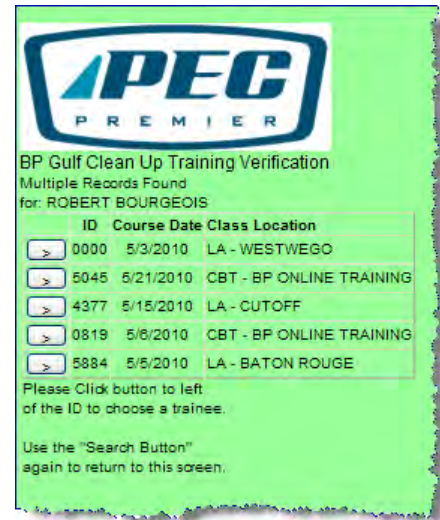 PEC
PREMIER
BP Gulf Clean Up Training Verification
Multiple Records Found
for: ROBERT BOURGEOIS
ID Course Date Class Location
> 0000 5/3/2010 LA - WESTWEGO
> 5045 5/21/2010 CBT - BP ONLINE TRAINING
> 4377 5/15/2010 LA - CUTOFF
> 0819 5/6/2010 CBT - BP ONLINE TRAINING
> 5884 5/5/2010 LA - BATON ROUGE
Please Click button to left
of the ID to choose a trainee.
Use the "Search Button"
again to return to this screen.